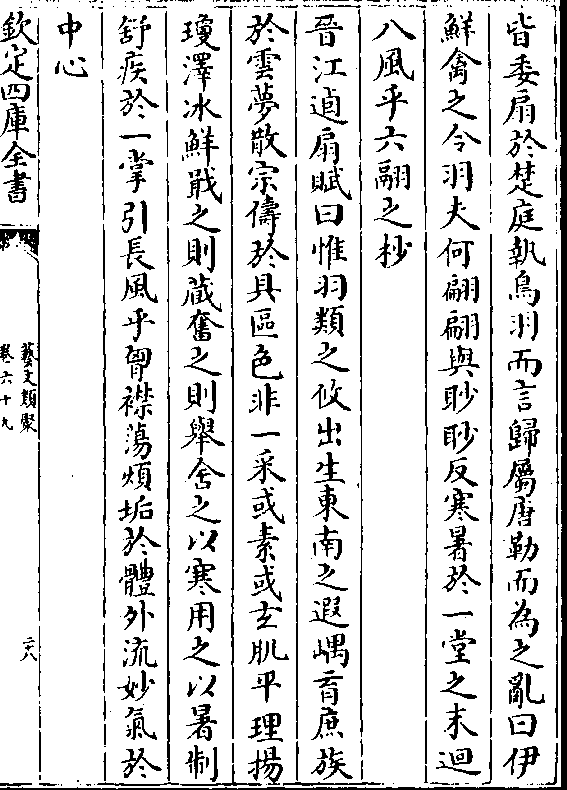 皆委扇於楚庭執鳥羽而言歸屬唐勒而為之亂曰伊
鮮禽之令羽夫何翩翩與眇眇反寒暑於一堂之末迴
八風乎六翮之杪
晉江逌扇賦曰惟羽類之攸出生東南之遐嵎育庶族
於雲夢散宗儔於具區色非一采或素或玄肌平理揚
瓊澤冰鮮戢之則藏奮之則舉舍之以寒用之以暑制
舒疾於一掌引長風乎胷襟蕩煩垢於體外流妙氣於
中心
欽定四庫全書
藝文類聚
卷六十九
二八